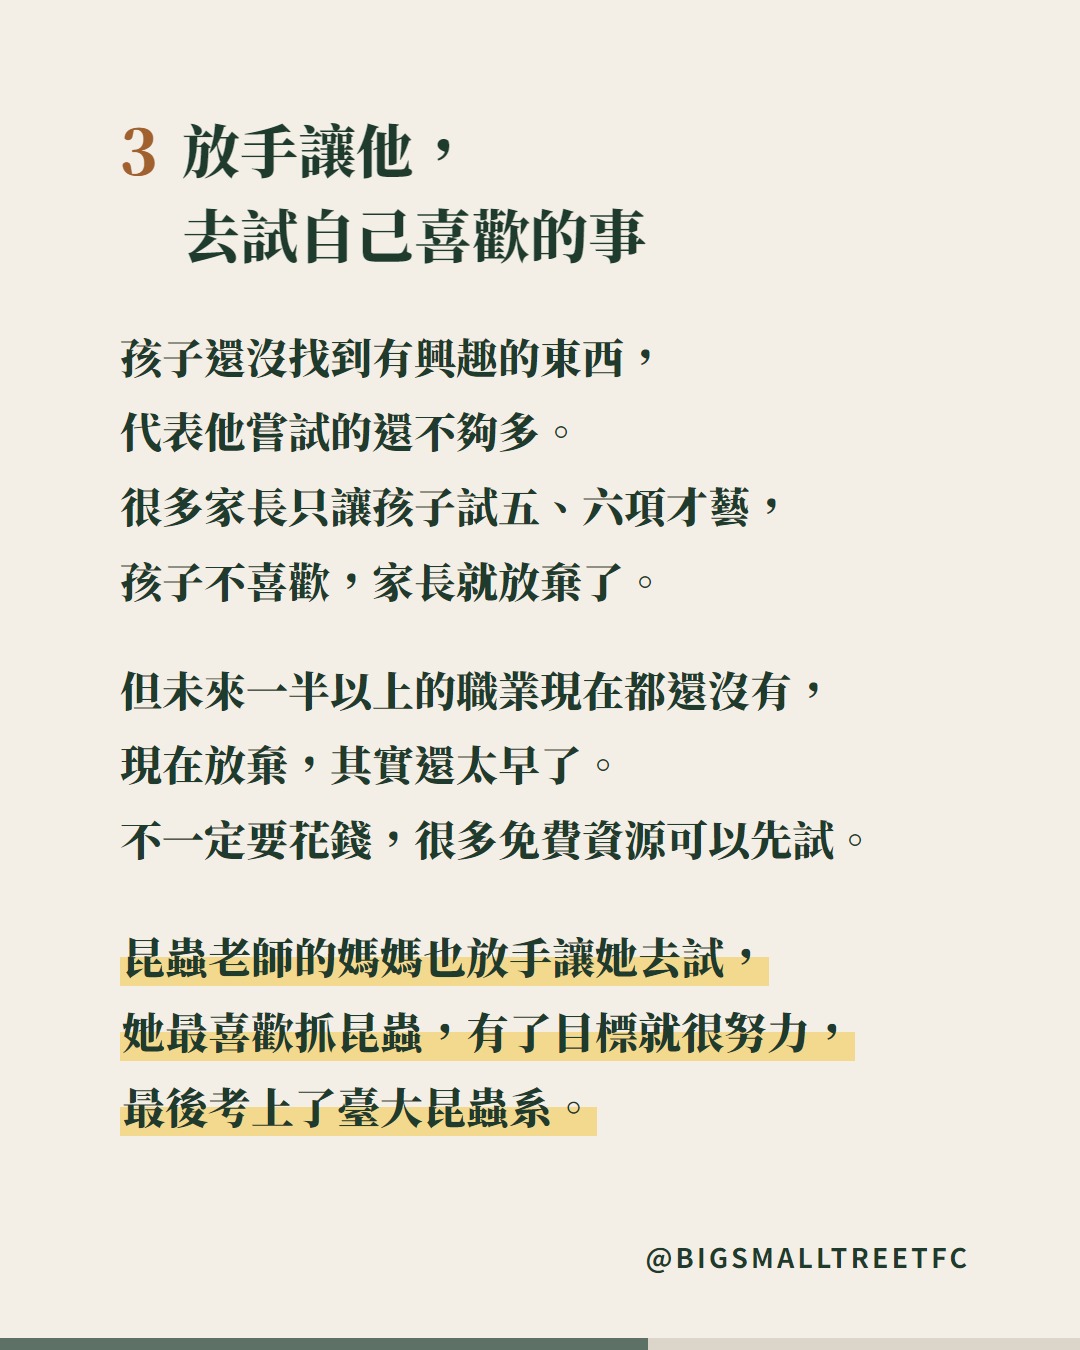 3 放手讓他，
去試自己喜歡的事
孩子還沒找到有興趣的東西，
代表他嘗試的還不夠多。
很多家長只讓孩子試五、六項才藝，
孩子不喜歡，家長就放棄了。
但未來一半以上的職業現在都還沒有，
現在放棄，其實還太早了。
不一定要花錢，很多免費資源可以先試。
昆蟲老師的媽媽也放手讓她去試，
她最喜歡抓昆蟲，有了目標就很努力，
最後考上了臺大昆蟲系。
@BIGSMALLTREETFC